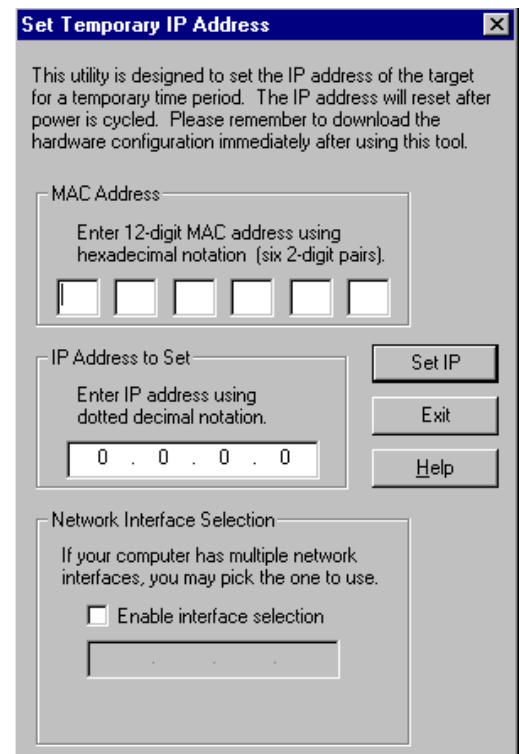 Set Temporary IP Address
This utility is designed to set the IP address of the target
for a temporary time period. The IP address will reset after
power is cycled. Please remember to download the
hardware configuration immediately after using this tool.
MAC Address
Enter 12-digit MAC address using
hexadecimal notation (six 2-digit pairs).
IP Address to Set
Enter IP address using
dotted decimal notation.
0 . 0 . 0 . 0
Set IP
Exit
Help
Network Interface Selection
If your computer has multiple network
interfaces, you may pick the one to use.
Enable interface selection
. . .